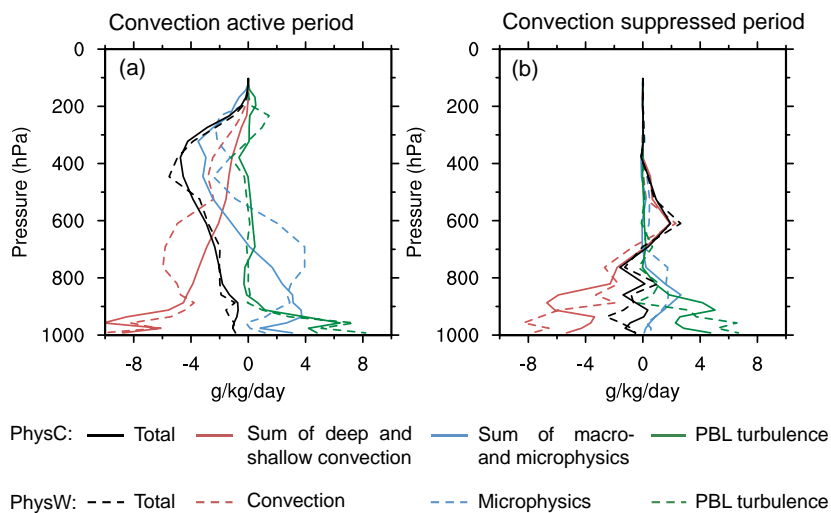 Convection active period
Convection suppressed period
(a)
(b)
0
200
400
600
800
1000
Pressure (hPa)
-8
-4
0
4
8
g/kg/day
0
200
400
600
800
1000
Pressure (hPa)
-8
-4
0
4
8
g/kg/day
PhysC: Total Sum of deep and Sum of macro- PBL turbulence
shallow convection and microphysics
PhysW: Total Convection Microphysics PBL turbulence